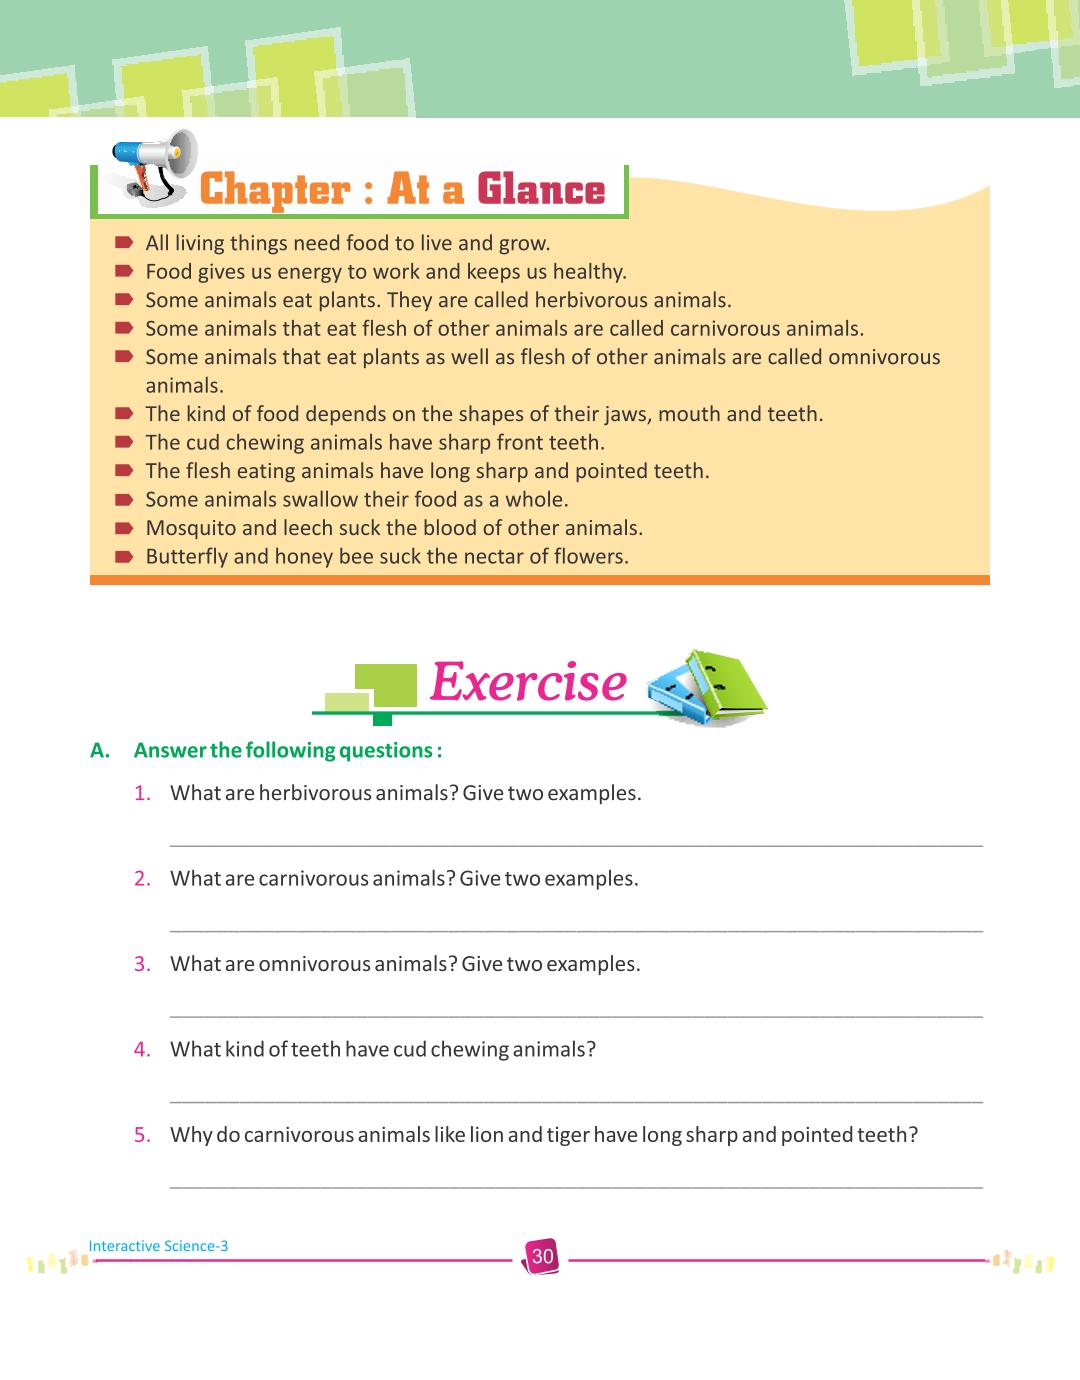 Chapter : At a Glance
All living things need food to live and grow.
Food gives us energy to work and keeps us healthy.
Some animals eat plants. They are called herbivorous animals.
Some animals that eat flesh of other animals are called carnivorous animals.
Some animals that eat plants as well as flesh of other animals are called omnivorous
animals.
The kind of food depends on the shapes of their jaws, mouth and teeth.
The cud chewing animals have sharp front teeth.
The flesh eating animals have long sharp and pointed teeth.
Some animals swallow their food as a whole.
Mosquito and leech suck the blood of other animals.
Butterfly and honey bee suck the nectar of flowers.
Exercise
A. Answer the following questions :
1. What are herbivorous animals? Give two examples.
2. What are carnivorous animals? Give two examples.
3. What are omnivorous animals? Give two examples.
4. What kind of teeth have cud chewing animals?
5. Why do carnivorous animals like lion and tiger have long sharp and pointed teeth?
Interactive Science-3
30